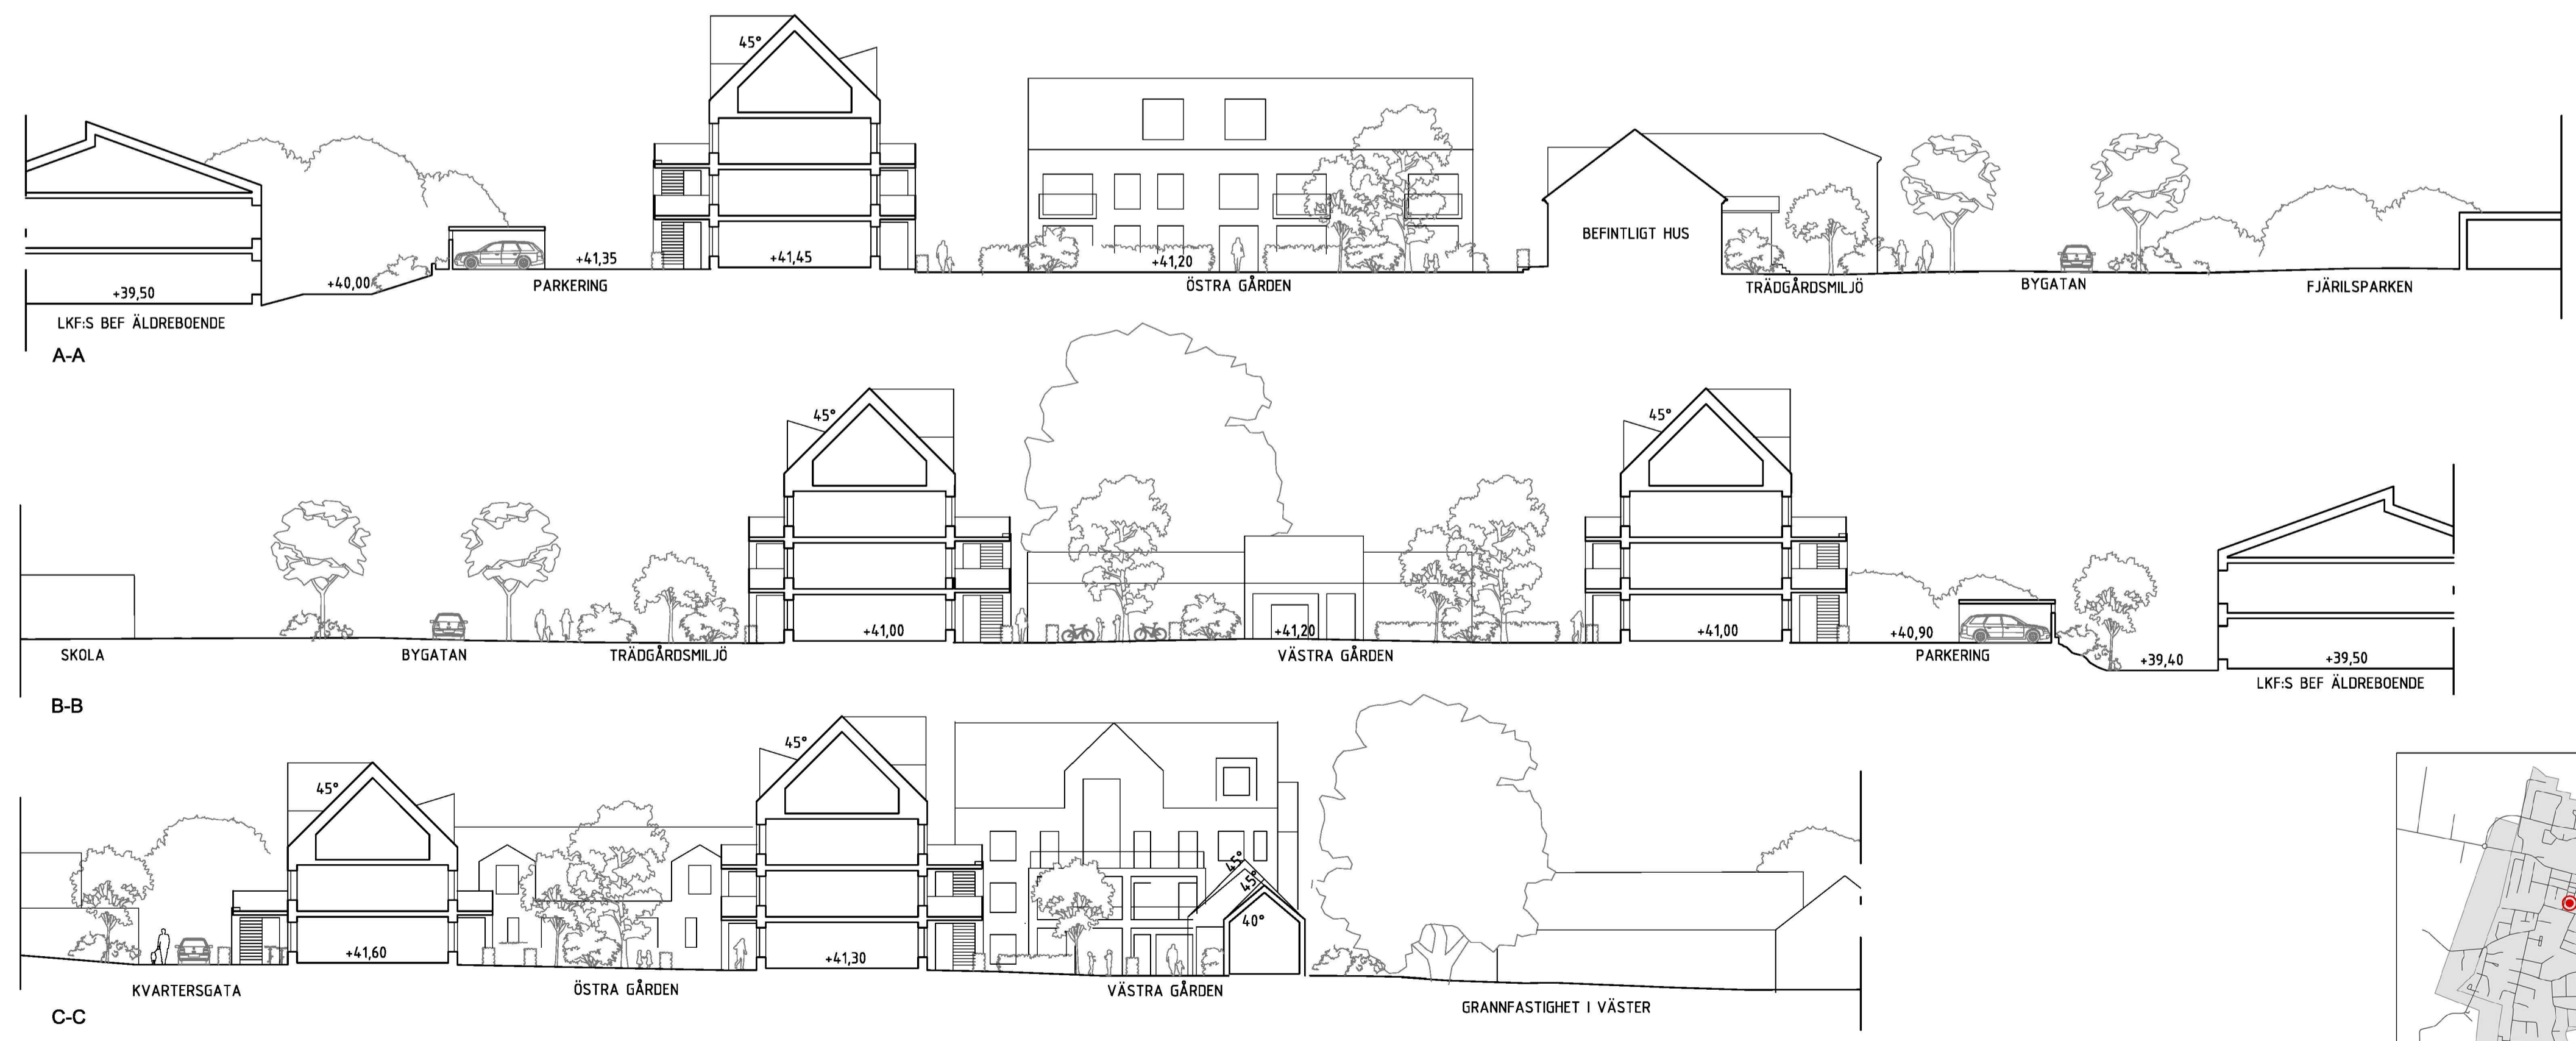 45°
BEFINTLIGT HUS
+41,35
+41,45
+41,20
+40,00
+39,50
PARKERING
ÖSTRA GÅRDEN
TRÄDGÅRDSMILJÖ
BYGATAN
FJÄRILSPARKEN
LKF:S BEF ÄLDREBOENDE
A-A
45°
45°
+41,00
+41,20
+41,00
+40,90
+39,40
+39,50
SKOLA
BYGATAN
TRÄDGÅRDSMILJÖ
VÄSTRA GÅRDEN
PARKERING
LKF:S BEF ÄLDREBOENDE
B-B
45°
45°
45°
45°
40°
+41,60
+41,30
KVARTERSGATA
ÖSTRA GÅRDEN
VÄSTRA GÅRDEN
GRANNFASTIGHET I VÄSTER
C-C